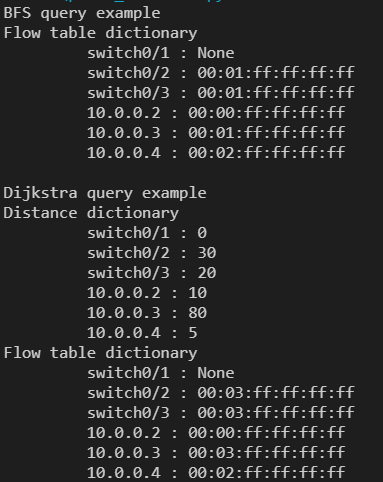 BFS query example
Flow table dictionary
switch0/1 : None
switch0/2 : 00:01:ff:ff:ff:ff
switch0/3 : 00:01:ff:ff:ff:ff
10.0.0.2 : 00:00:ff:ff:ff:ff
10.0.0.3 : 00:01:ff:ff:ff:ff
10.0.0.4 : 00:02:ff:ff:ff:ff
Dijkstra query example
Distance dictionary
switch0/1 : 0
switch0/2 : 30
switch0/3 : 20
10.0.0.2 : 10
10.0.0.3 : 80
10.0.0.4 : 5
Flow table dictionary
switch0/1 : None
switch0/2 : 00:03:ff:ff:ff:ff
switch0/3 : 00:03:ff:ff:ff:ff
10.0.0.2 : 00:00:ff:ff:ff:ff
10.0.0.3 : 00:03:ff:ff:ff:ff
10.0.0.4 : 00:02:ff:ff:ff:ff